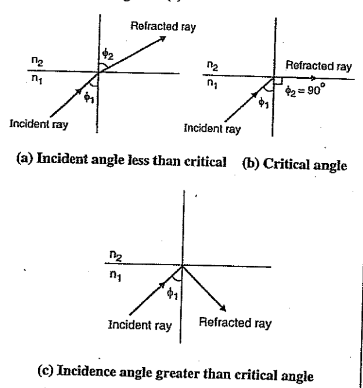 Refracted ray
n₂
ϕ₂
n₁
ϕ₁
Incident ray
n₂
Refracted ray
n₁
ϕ₁
ϕ₂ = 90°
Incident ray
(a) Incident angle less than critical (b) Critical angle
n₂
n₁
ϕ₁
Incident ray
Refracted ray
(c) Incidence angle greater than critical angle